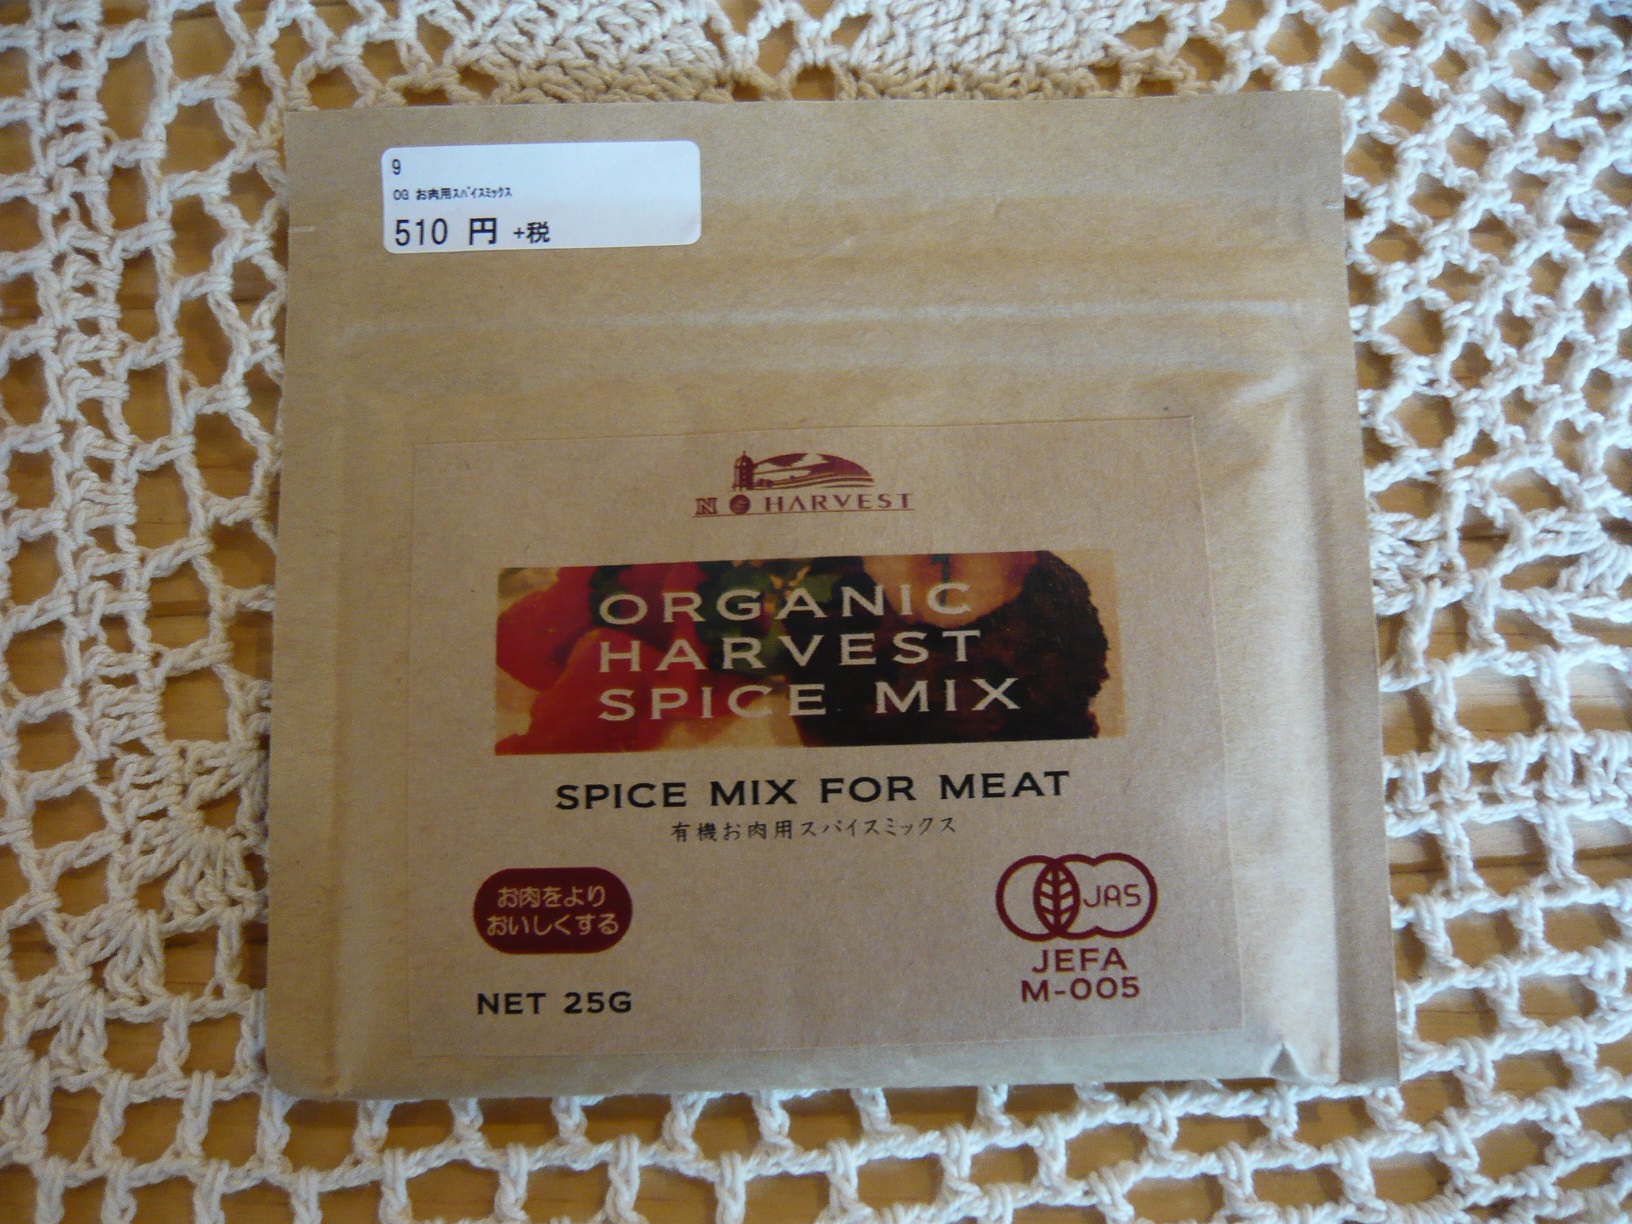 9
OG お肉用スパイスミックス
510 円 +税
N HARVEST
ORGANIC
HARVEST
SPICE MIX
SPICE MIX FOR MEAT
有機お肉用スパイスミックス
お肉をより
おいしくする
JAS
JEFA
M-005
NET 25G